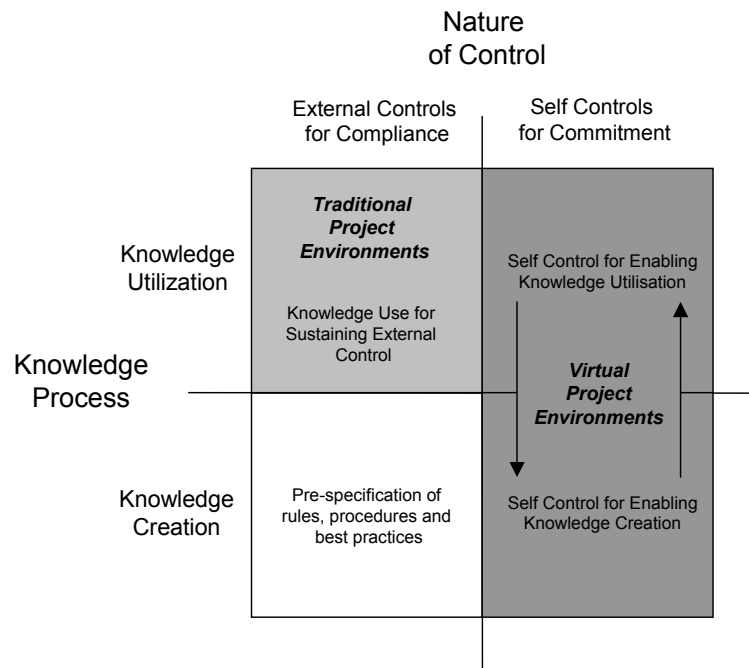 Nature
of Control
External Controls
for Compliance
Self Controls
for Commitment
Traditional
Project
Environments
Knowledge
Utilization
Self Control for Enabling
Knowledge Utilisation
Knowledge Use for
Sustaining External
Control
Knowledge
Process
Virtual
Project
Environments
Knowledge
Creation
Pre-specification of
rules, procedures and
best practices
Self Control for Enabling
Knowledge Creation